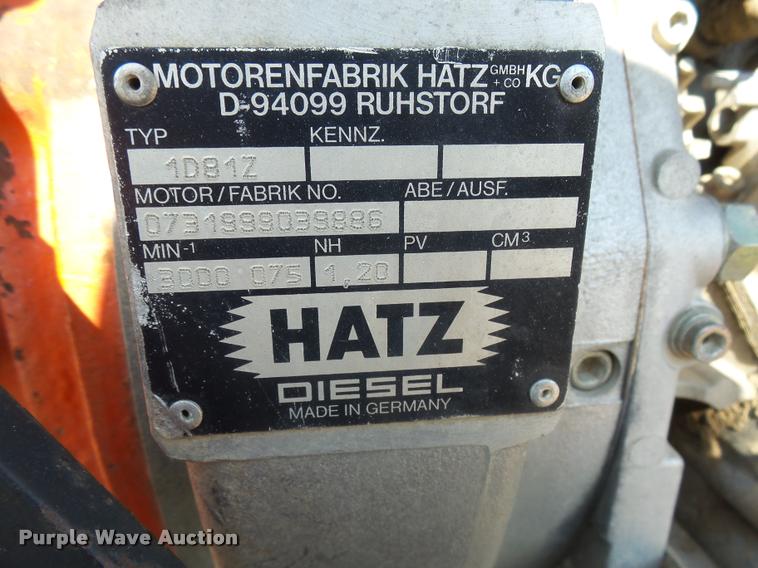 MOTORENFABRIK HATZ GMBH + CO KG
D-94099 RUHSTORF
TYP KENNZ.
1D81Z
MOTOR/FABRIK NO. ABE/AUSF.
0731999039886
MIN-1 NH PV CM3
3000 075 1,20
HATZ
DIESEL
MADE IN GERMANY
Purple Wave Auction